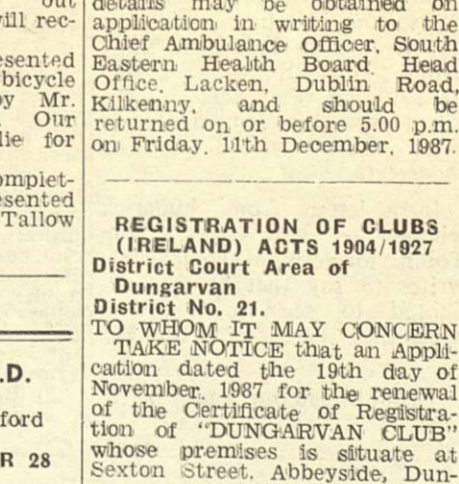 out
will rec-
esented
bicycle
by Mr.
Our
lie for
omplet-
esented
Tallow
.D.
ford
R 28
details may be obtained on
application in writing to the
Chief Ambulance Officer, South
Eastern Health Board Head
Office, Lacken, Dublin Road,
Kilkenny, and should be
returned on or before 5.00 p.m.
on Friday, 11th December, 1987.
REGISTRATION OF CLUBS
(IRELAND) ACTS 1904/1927
District Court Area of
Dungarvan
District No. 21.
TO WHOM IT MAY CONCERN
TAKE NOTICE that an Appli-
cation dated the 19th day of
November, 1987 for the renewal
of the Certificate of Registra-
tion of "DUNGARVAN CLUB"
whose premises is situate at
Sexton Street, Abbeyside, Dun-